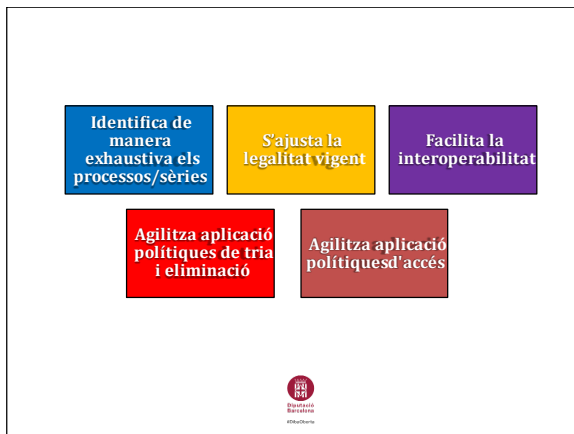 Identifica de
manera
exhaustiva els
processos/sèries
S'ajusta la
legalitat vigent
Facilita la
interoperabilitat
Agilitza aplicació
polítiques de tria
i eliminació
Agilitza aplicació
polítiquesd'accés
Diputació
Barcelona
#DibaOberta